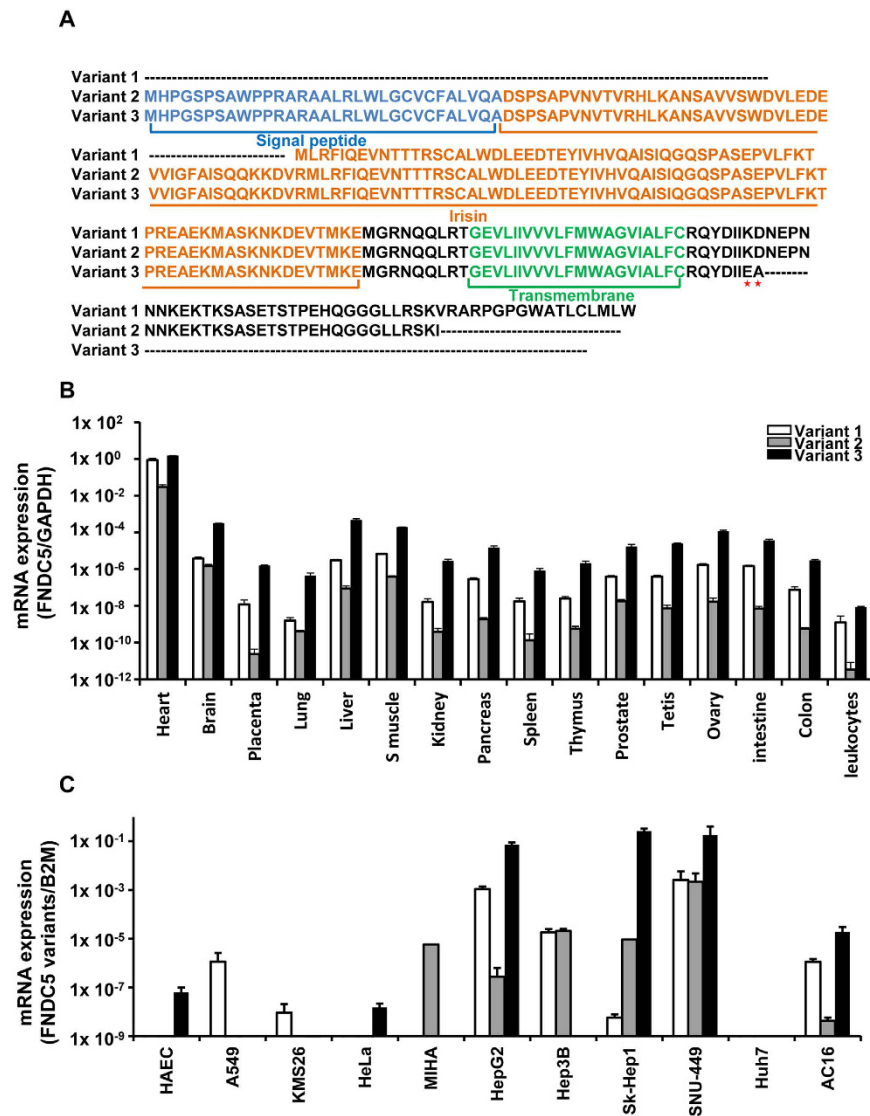 A
Variant 1 --------------------------------------------------------------------------------
Variant 2 MHPGSPSAWPPRARAALRLWLGCVCFALVQADSPSAPVNVTVRHLKANSAVVSWDVLEDE
Variant 3 MHPGSPSAWPPRARAALRLWLGCVCFALVQADSPSAPVNVTVRHLKANSAVVSWDVLEDE
Signal peptide
Variant 1 ------------------------- MLRFIQEVNTTTRSCALWDLEEDTEYIVHVQAISIQGQSPASEPVLFKT
Variant 2 VVIGFAISQQKKDVRMLRFIQEVNTTTRSCALWDLEEDTEYIVHVQAISIQGQSPASEPVLFKT
Variant 3 VVIGFAISQQKKDVRMLRFIQEVNTTTRSCALWDLEEDTEYIVHVQAISIQGQSPASEPVLFKT
Irisin
Variant 1 PREAEKMASKNKDEVTMKEMGRNQQLRTGEVLIIVVVLFMWAGVIALFCRQYDIIKDNEPN
Variant 2 PREAEKMASKNKDEVTMKEMGRNQQLRTGEVLIIVVVLFMWAGVIALFCRQYDIIKDNEPN
Variant 3 PREAEKMASKNKDEVTMKEMGRNQQLRTGEVLIIVVVLFMWAGVIALFCRQYDIIEA--------
Transmembrane
★★
Variant 1 NNKEKTKSASETSTPEHQGGGLLRSKVRARPGPGWATLCLMLW
Variant 2 NNKEKTKSASETSTPEHQGGGLLRSKI---------------------------------
Variant 3 --------------------------------------------------------------------------------
B
mRNA expression
(FNDC5/GAPDH)
1x 10^2
1x 10^0
1x 10^-2
1x 10^-4
1x 10^-6
1x 10^-8
1x 10^-10
1x 10^-12
Variant 1
Variant 2
Variant 3
Heart
Brain
Placenta
Lung
Liver
S muscle
Kidney
Pancreas
Spleen
Thymus
Prostate
Tetis
Ovary
intestine
Colon
leukocytes
C
mRNA expression
(FNDC5 variants/B2M)
1x 10^-1
1x 10^-3
1x 10^-5
1x 10^-7
1x 10^-9
HAEC
A549
KMS26
HeLa
MIHA
HepG2
Hep3B
Sk-Hep1
SNU-449
Huh7
AC16